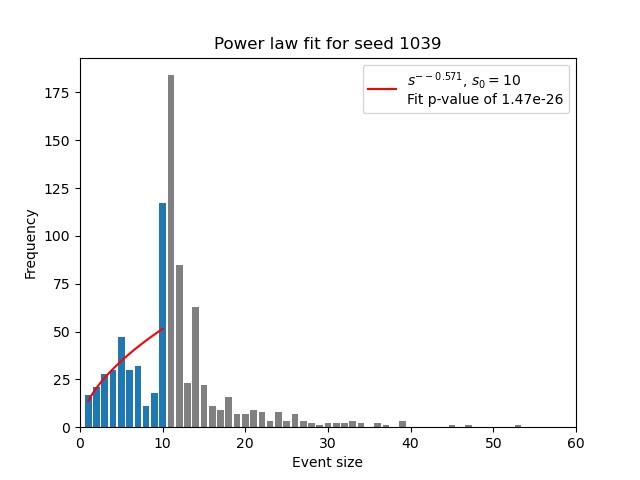 Power law fit for seed 1039
s^{--0.571}, s_0 = 10
Fit p-value of 1.47e-26
175
150
125
100
75
50
25
0
Frequency
0 10 20 30 40 50 60
Event size